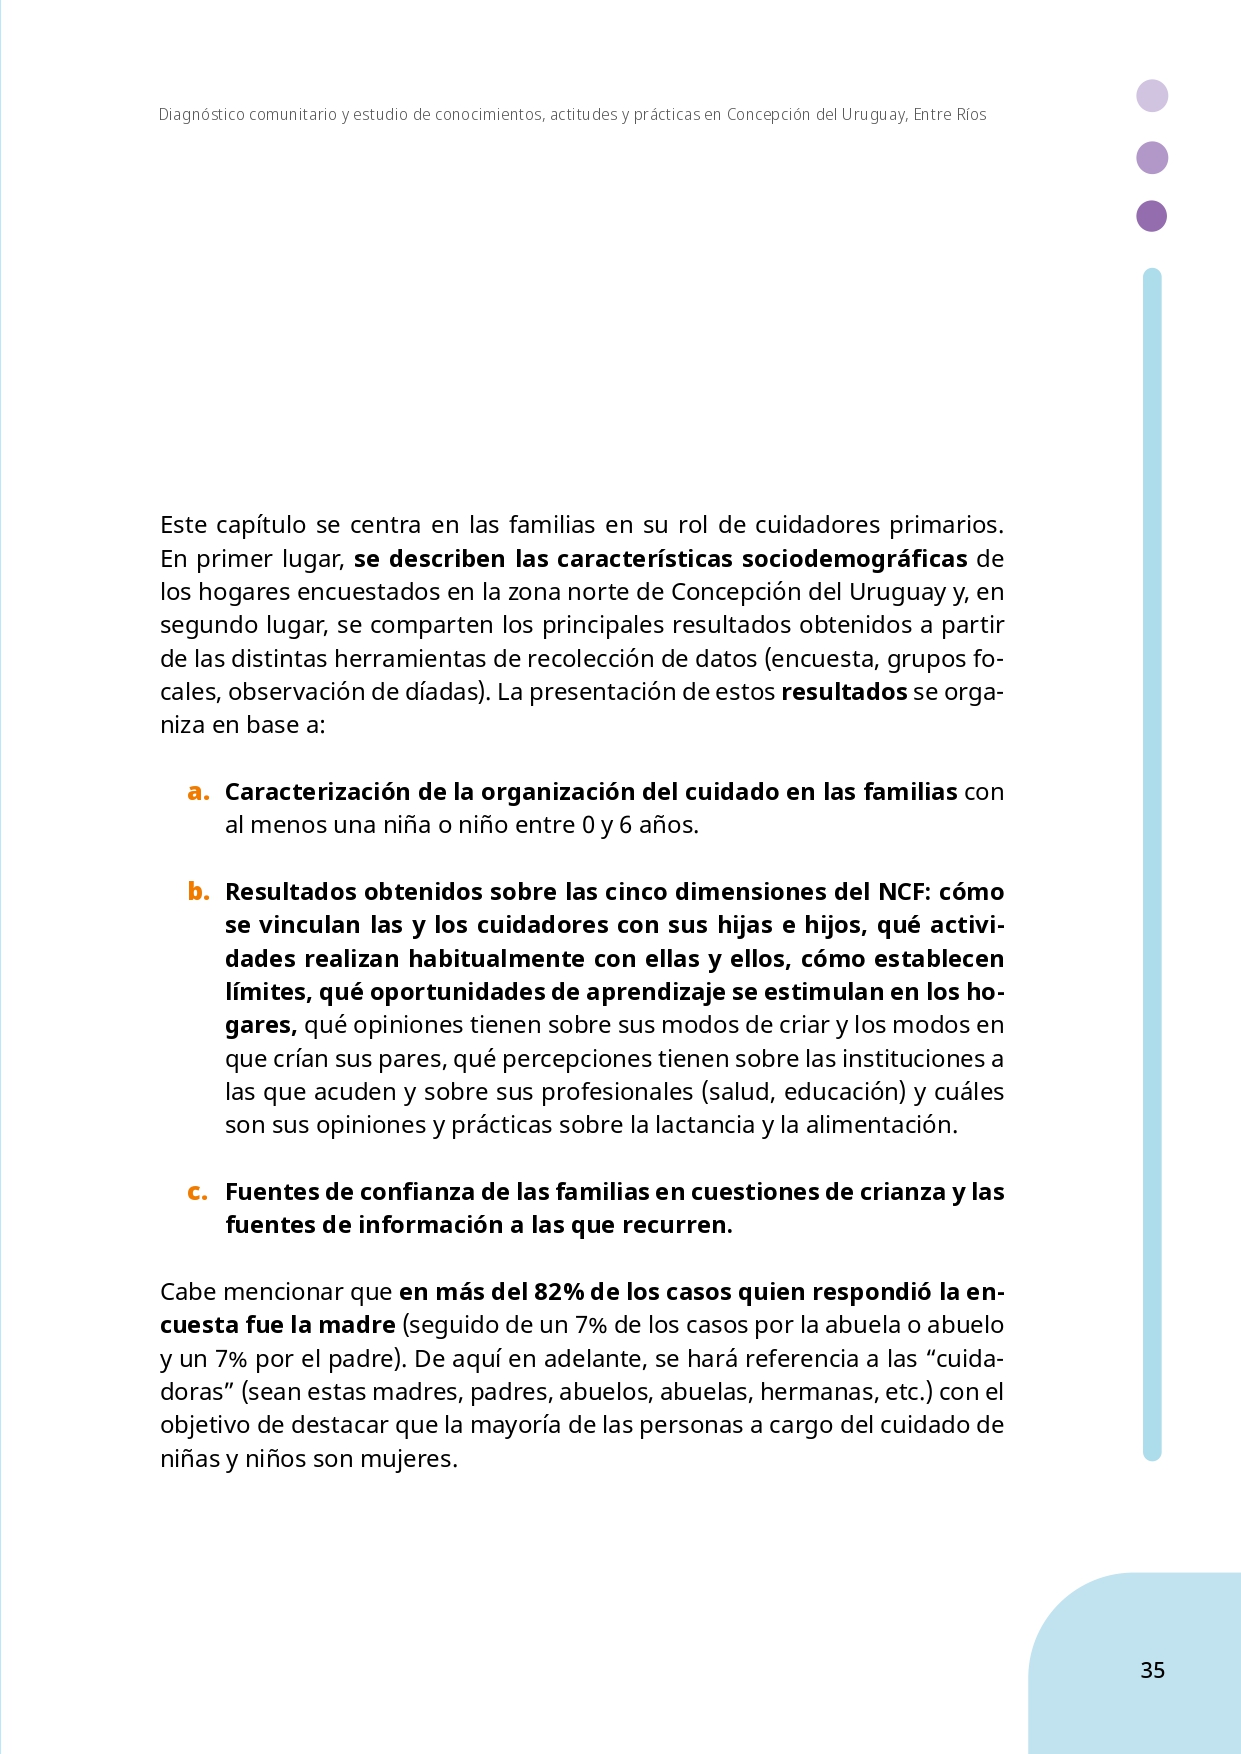 Diagnóstico comunitario y estudio de conocimientos, actitudes y prácticas en Concepción del Uruguay, Entre Ríos
Este capítulo se centra en las familias en su rol de cuidadores primarios.
En primer lugar, se describen las características sociodemográficas de
los hogares encuestados en la zona norte de Concepción del Uruguay y, en
segundo lugar, se comparten los principales resultados obtenidos a partir
de las distintas herramientas de recolección de datos (encuesta, grupos fo-
cales, observación de díadas). La presentación de estos resultados se orga-
niza en base a:
a. Caracterización de la organización del cuidado en las familias con
al menos una niña o niño entre 0 y 6 años.
b. Resultados obtenidos sobre las cinco dimensiones del NCF: cómo
se vinculan las y los cuidadores con sus hijas e hijos, qué activi-
dades realizan habitualmente con ellas y ellos, cómo establecen
límites, qué oportunidades de aprendizaje se estimulan en los ho-
gares, qué opiniones tienen sobre sus modos de criar y los modos en
que crían sus pares, qué percepciones tienen sobre las instituciones a
las que acuden y sobre sus profesionales (salud, educación) y cuáles
son sus opiniones y prácticas sobre la lactancia y la alimentación.
c. Fuentes de confianza de las familias en cuestiones de crianza y las
fuentes de información a las que recurren.
Cabe mencionar que en más del 82% de los casos quien respondió la en-
cuesta fue la madre (seguido de un 7% de los casos por la abuela o abuelo
y un 7% por el padre). De aquí en adelante, se hará referencia a las “cuida-
doras” (sean estas madres, padres, abuelos, abuelas, hermanas, etc.) con el
objetivo de destacar que la mayoría de las personas a cargo del cuidado de
niñas y niños son mujeres.
35